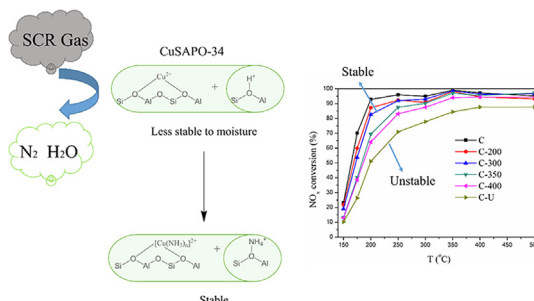 SCR Gas
N2 H2O
CuSAPO-34
Cu2+
+
H+
O O O O
Si Al Si Al
Si Al
Less stable to moisture
[Cu(NH3)n]2+
+
NH4+
O O O O
Si Al Si Al
Si Al
Stable
Stable
Unstable
C
C-200
C-300
C-350
C-400
C-U
NOx conversion (%)
100
90
80
70
60
50
40
30
20
10
0
150 200 250 300 350 400 450 500
T (°C)